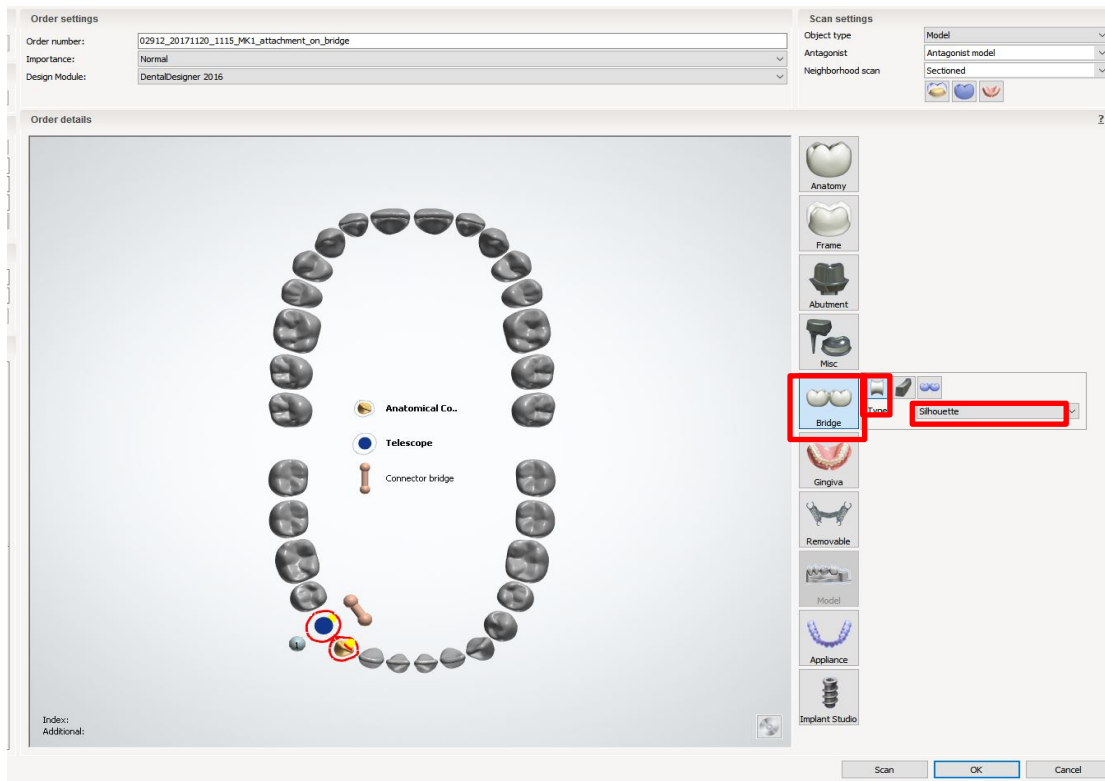 Order settings
Order number: 02912_20171120_1115_MK1_attachment_on_bridge
Importance: Normal
Design Module: DentalDesigner 2016
Scan settings
Object type Model
Antagonist Antagonist model
Neighborhood scan Sectioned
Order details ?
Anatomy
Frame
Abutment
Misc
Bridge
Type Silhouette
Gingiva
Removable
Model
Appliance
Implant Studio
Anatomical Co..
Telescope
Connector bridge
Index:
Additional:
Scan OK Cancel